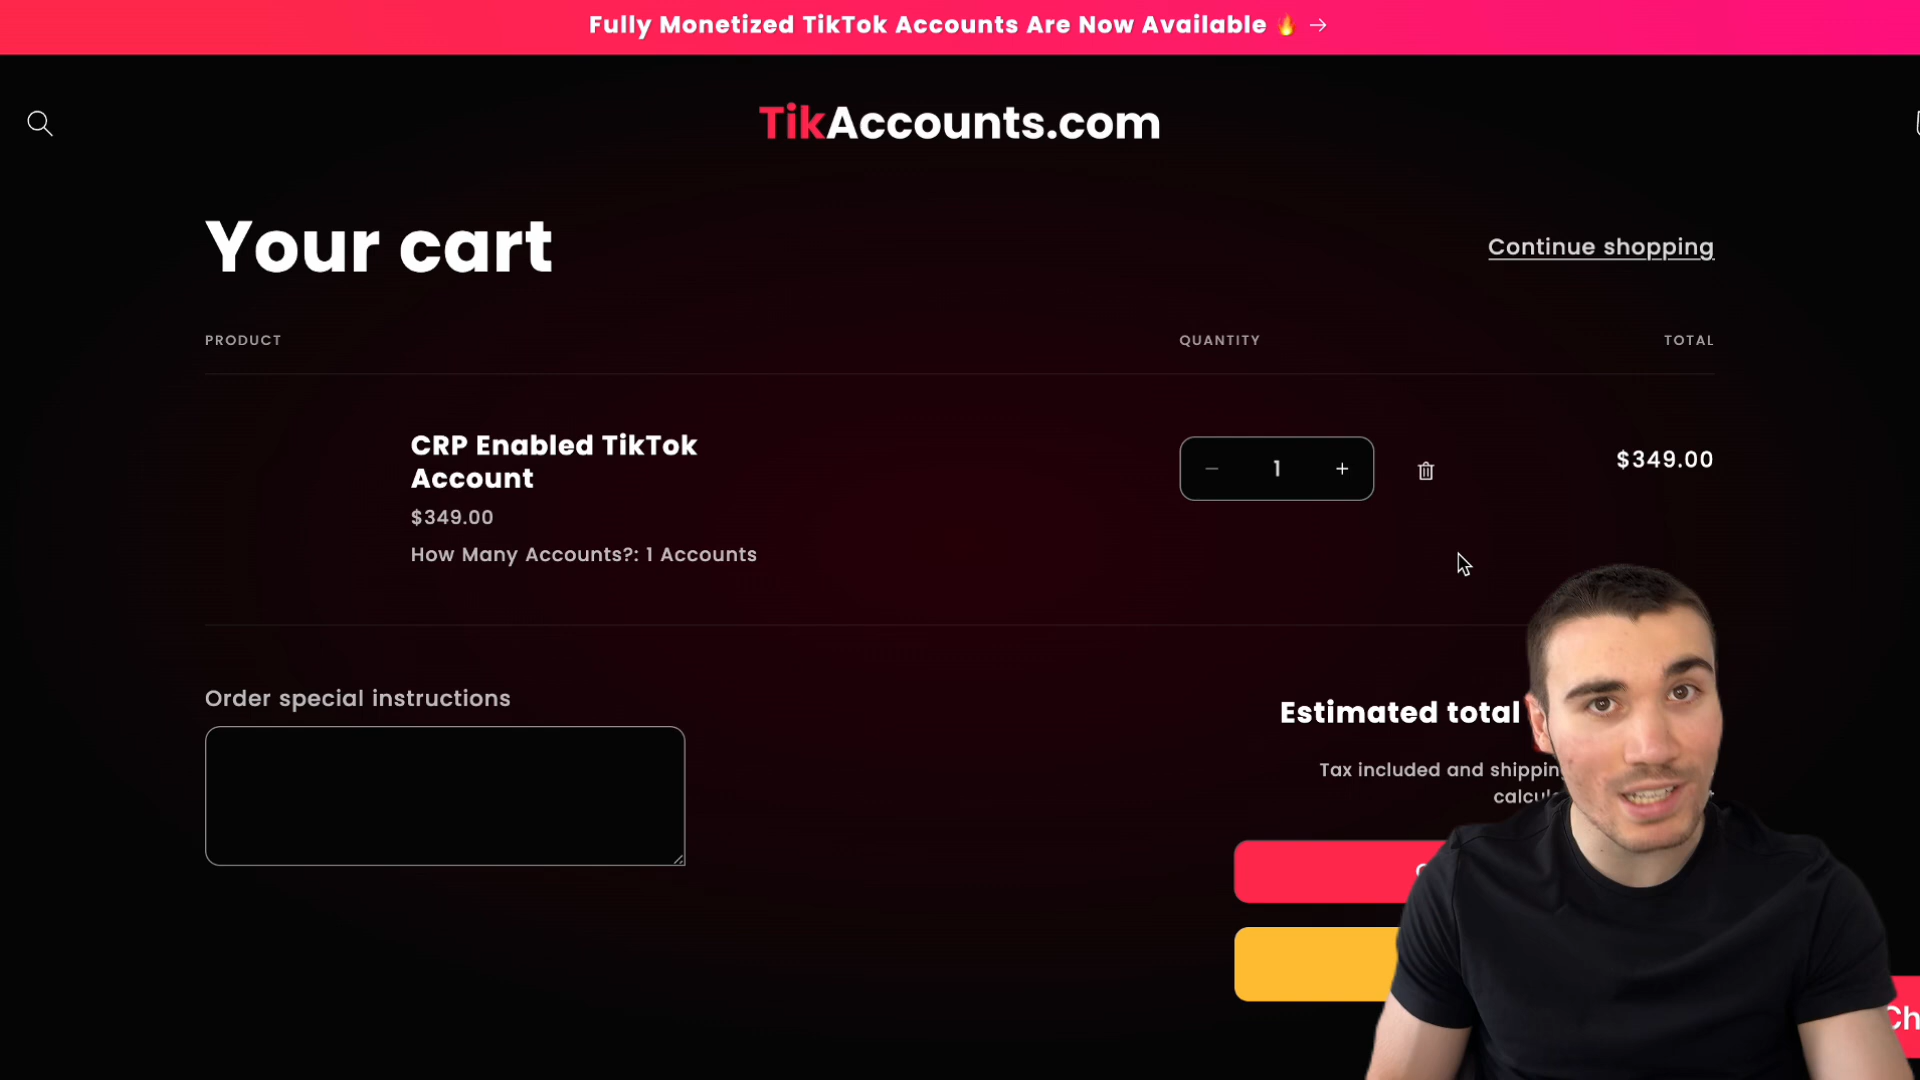 Fully Monetized TikTok Accounts Are Now Available 🔥 →
TikAccounts.com
Your cart
Continue shopping
PRODUCT
QUANTITY
TOTAL
CRP Enabled TikTok
Account
$349.00
How Many Accounts?: 1 Accounts
− 1 +
$349.00
Order special instructions
Estimated total
Tax included and